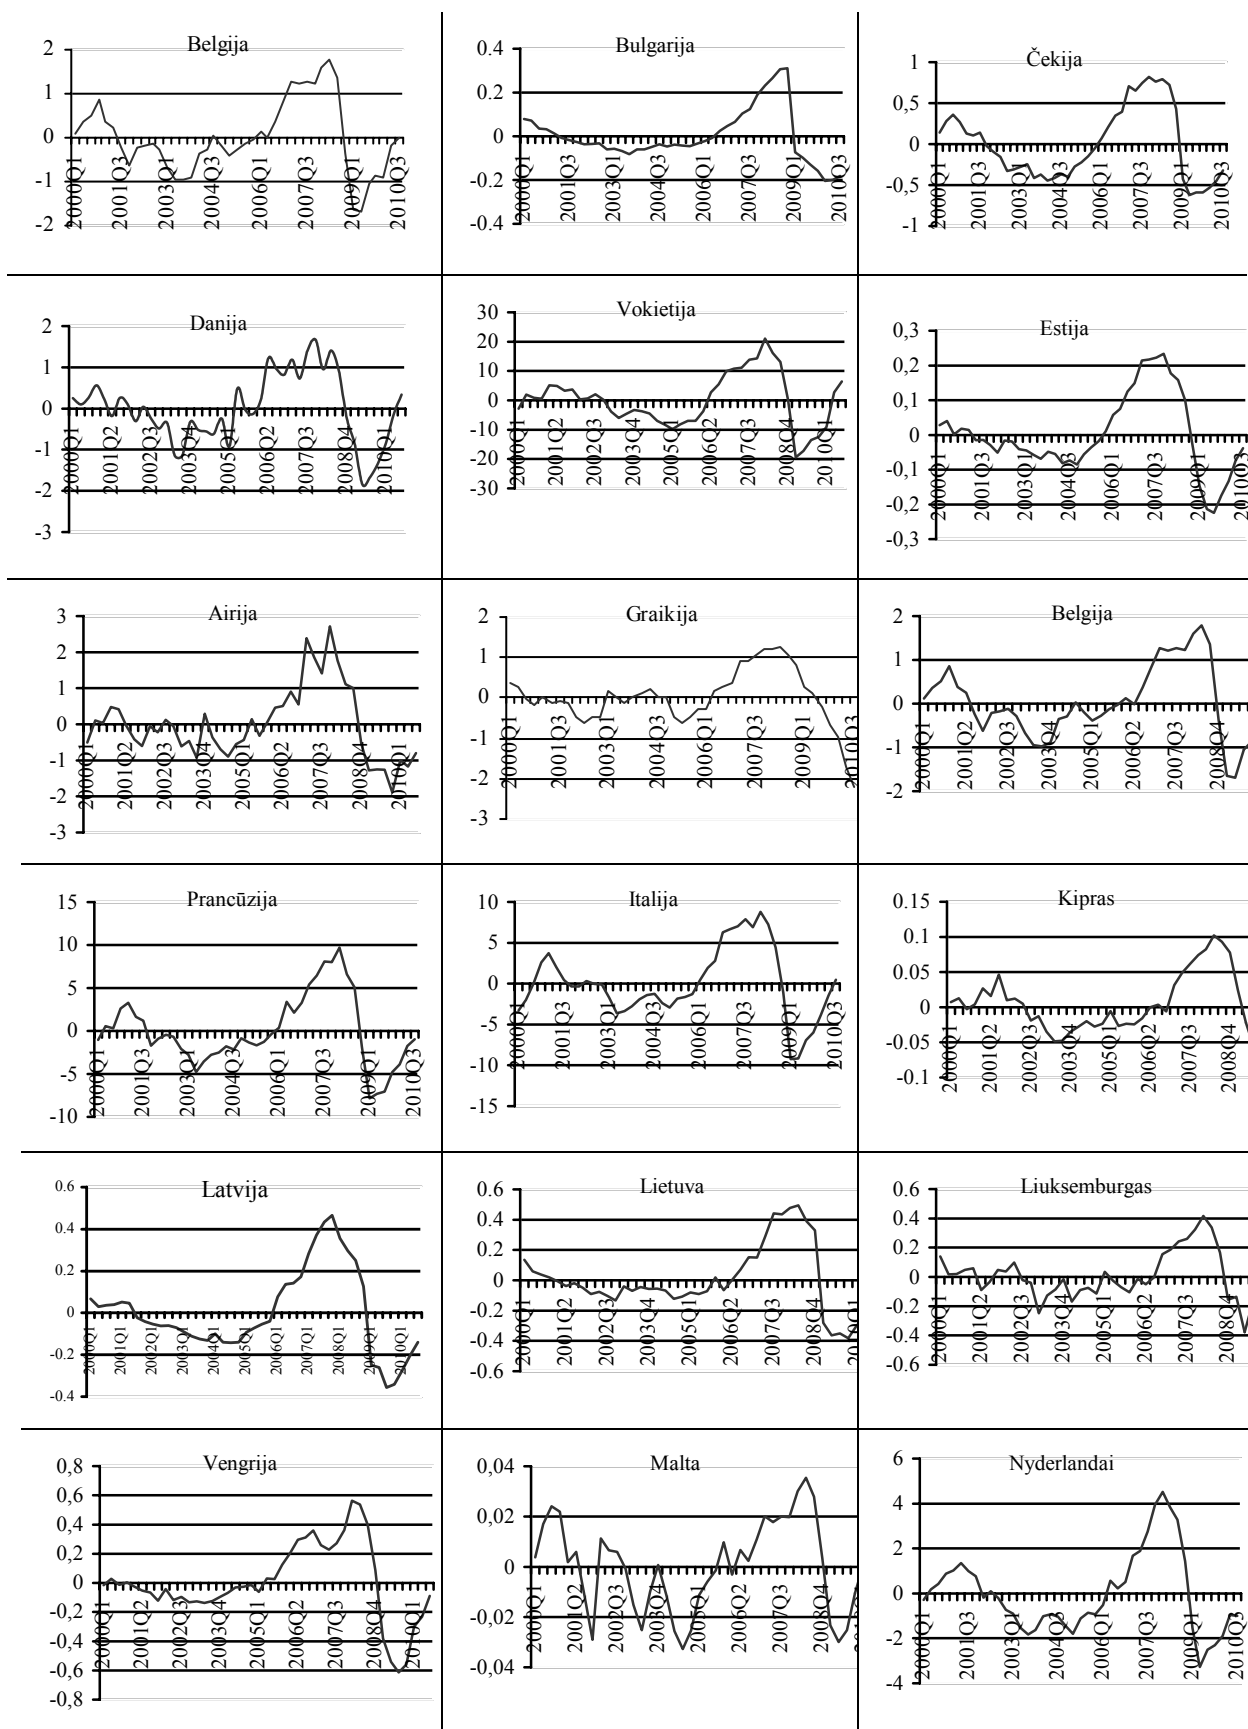 Belgija
2
1
0
-1
-2
2000Q1
2001Q3
2003Q1
2004Q3
2006Q1
2007Q3
2009Q1
2010Q3
Bulgarija
0.4
0.2
0
-0.2
-0.4
2000Q1
2001Q3
2003Q1
2004Q3
2006Q1
2007Q3
2009Q1
2010Q3
Čekija
1
0,5
0
-0,5
-1
2000Q1
2001Q3
2003Q1
2004Q3
2006Q1
2007Q3
2009Q1
2010Q3
Danija
2
1
0
-1
-2
-3
2000Q1
2001Q2
2002Q3
2003Q4
2005Q1
2006Q2
2007Q3
2008Q4
2010Q1
Vokietija
30
20
10
0
-10
-20
-30
2000Q1
2001Q2
2002Q3
2003Q4
2005Q1
2006Q2
2007Q3
2008Q4
2010Q1
Estija
0,3
0,2
0,1
0
-0,1
-0,2
-0,3
2000Q1
2001Q3
2003Q1
2004Q3
2006Q1
2007Q3
2009Q1
2010Q3
Airija
3
2
1
0
-1
-2
-3
2000Q1
2001Q2
2002Q3
2003Q4
2005Q1
2006Q2
2007Q3
2008Q4
2010Q1
Graikija
2
1
0
-1
-2
-3
2000Q1
2001Q3
2003Q1
2004Q3
2006Q1
2007Q3
2009Q1
2010Q3
Belgija
2
1
0
-1
-2
2000Q1
2001Q2
2002Q3
2003Q4
2005Q1
2006Q2
2007Q3
2008Q4
Prancūzija
15
10
5
0
-5
-10
2000Q1
2001Q3
2003Q1
2004Q3
2006Q1
2007Q3
2009Q1
2010Q3
Italija
10
5
0
-5
-10
-15
2000Q1
2001Q3
2003Q1
2004Q3
2006Q1
2007Q3
2009Q1
2010Q3
Kipras
0.15
0.1
0.05
0
-0.05
-0.1
2000Q1
2001Q2
2002Q3
2003Q4
2005Q1
2006Q2
2007Q3
2008Q4
Latvija
0.6
0.4
0.2
0
-0.2
-0.4
2000Q1
2001Q1
2002Q1
2003Q1
2004Q1
2005Q1
2006Q1
2007Q1
2008Q1
2009Q1
2010Q1
Lietuva
0.6
0.4
0.2
0
-0.2
-0.4
-0.6
2000Q1
2001Q2
2002Q3
2003Q4
2005Q1
2006Q2
2007Q3
2008Q4
2010Q1
Liuksemburgas
0.6
0.4
0.2
0
-0.2
-0.4
-0.6
2000Q1
2001Q2
2002Q3
2003Q4
2005Q1
2006Q2
2007Q3
2008Q4
Vengrija
0,8
0,6
0,4
0,2
0
-0,2
-0,4
-0,6
-0,8
2000Q1
2001Q2
2002Q3
2003Q4
2005Q1
2006Q2
2007Q3
2008Q4
2010Q1
Malta
0,04
0,02
0
-0,02
-0,04
2000Q1
2001Q2
2002Q3
2003Q4
2005Q1
2006Q2
2007Q3
2008Q4
2010Q1
Nyderlandai
6
4
2
0
-2
-4
2000Q1
2001Q3
2003Q1
2004Q3
2006Q1
2007Q3
2009Q1
2010Q3